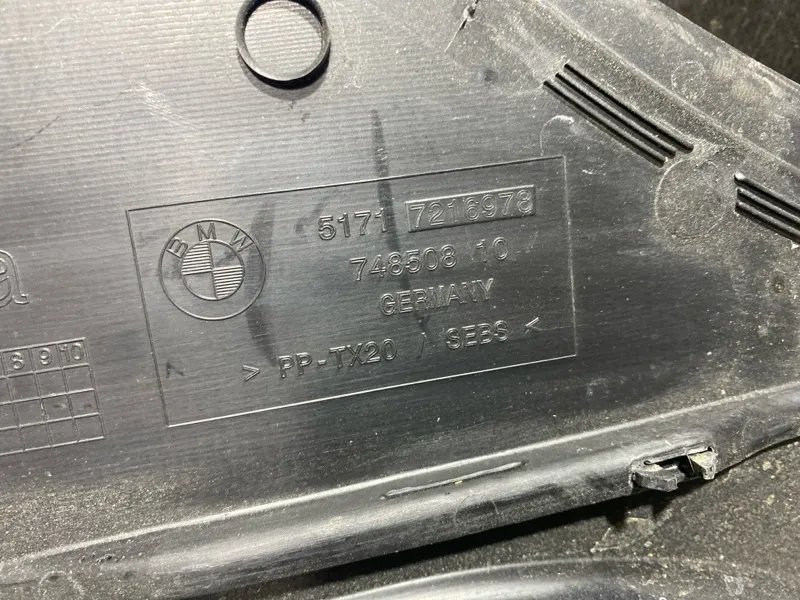 BMW
5171 7216978
748508 10
GERMANY
> PP-TX20 / SEBS <
a
8 9 10